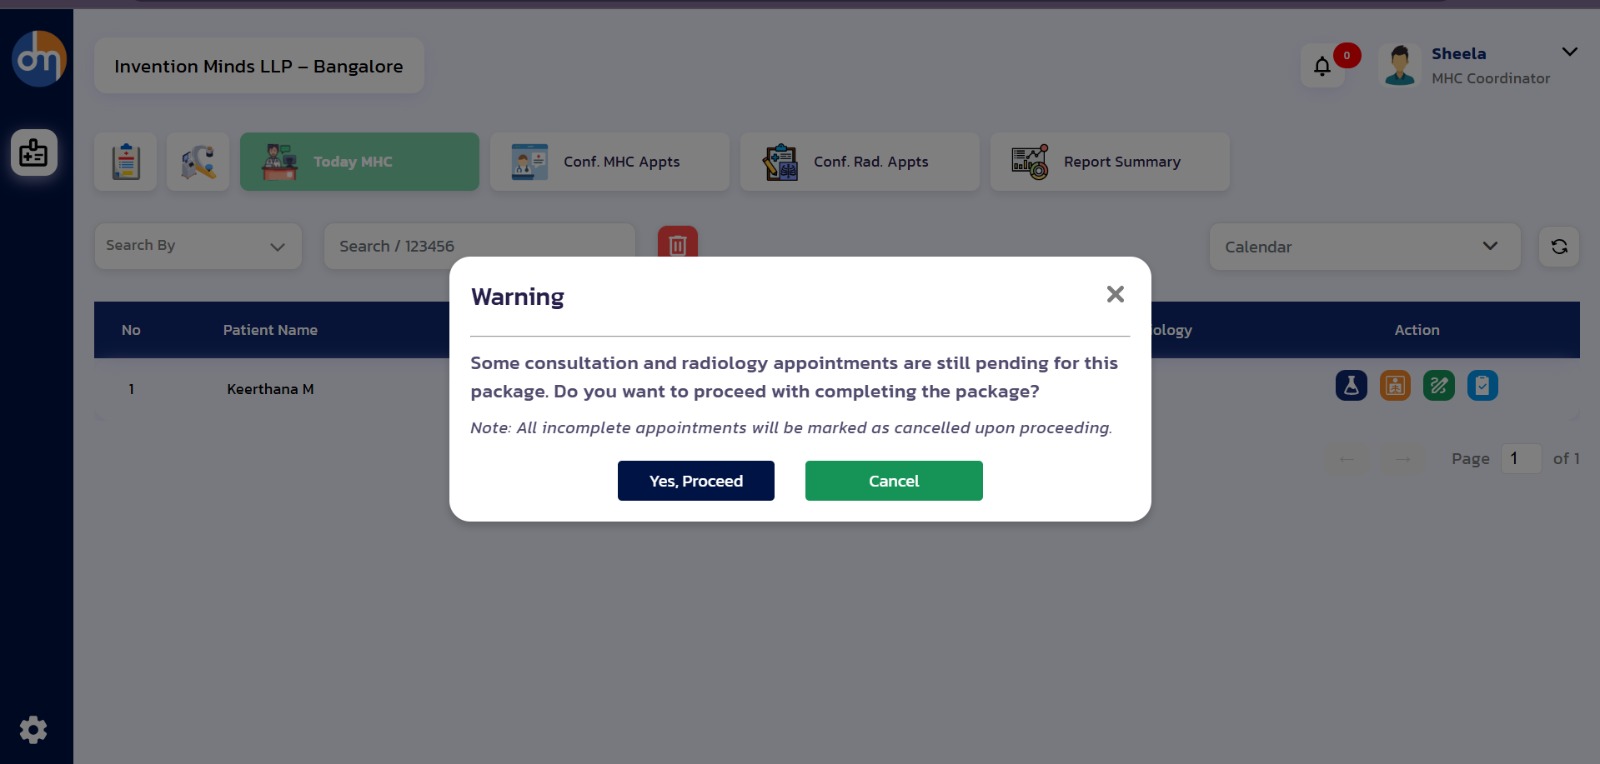 dm
Invention Minds LLP – Bangalore
0
Sheela
MHC Coordinator
Today MHC
Conf. MHC Appts
Conf. Rad. Appts
Report Summary
Search By
Search / 123456
Calendar
Warning
No
Patient Name
iology
Action
Some consultation and radiology appointments are still pending for this
package. Do you want to proceed with completing the package?
1
Keerthana M
Note: All incomplete appointments will be marked as cancelled upon proceeding.
Yes, Proceed
Cancel
← → Page 1 of 1